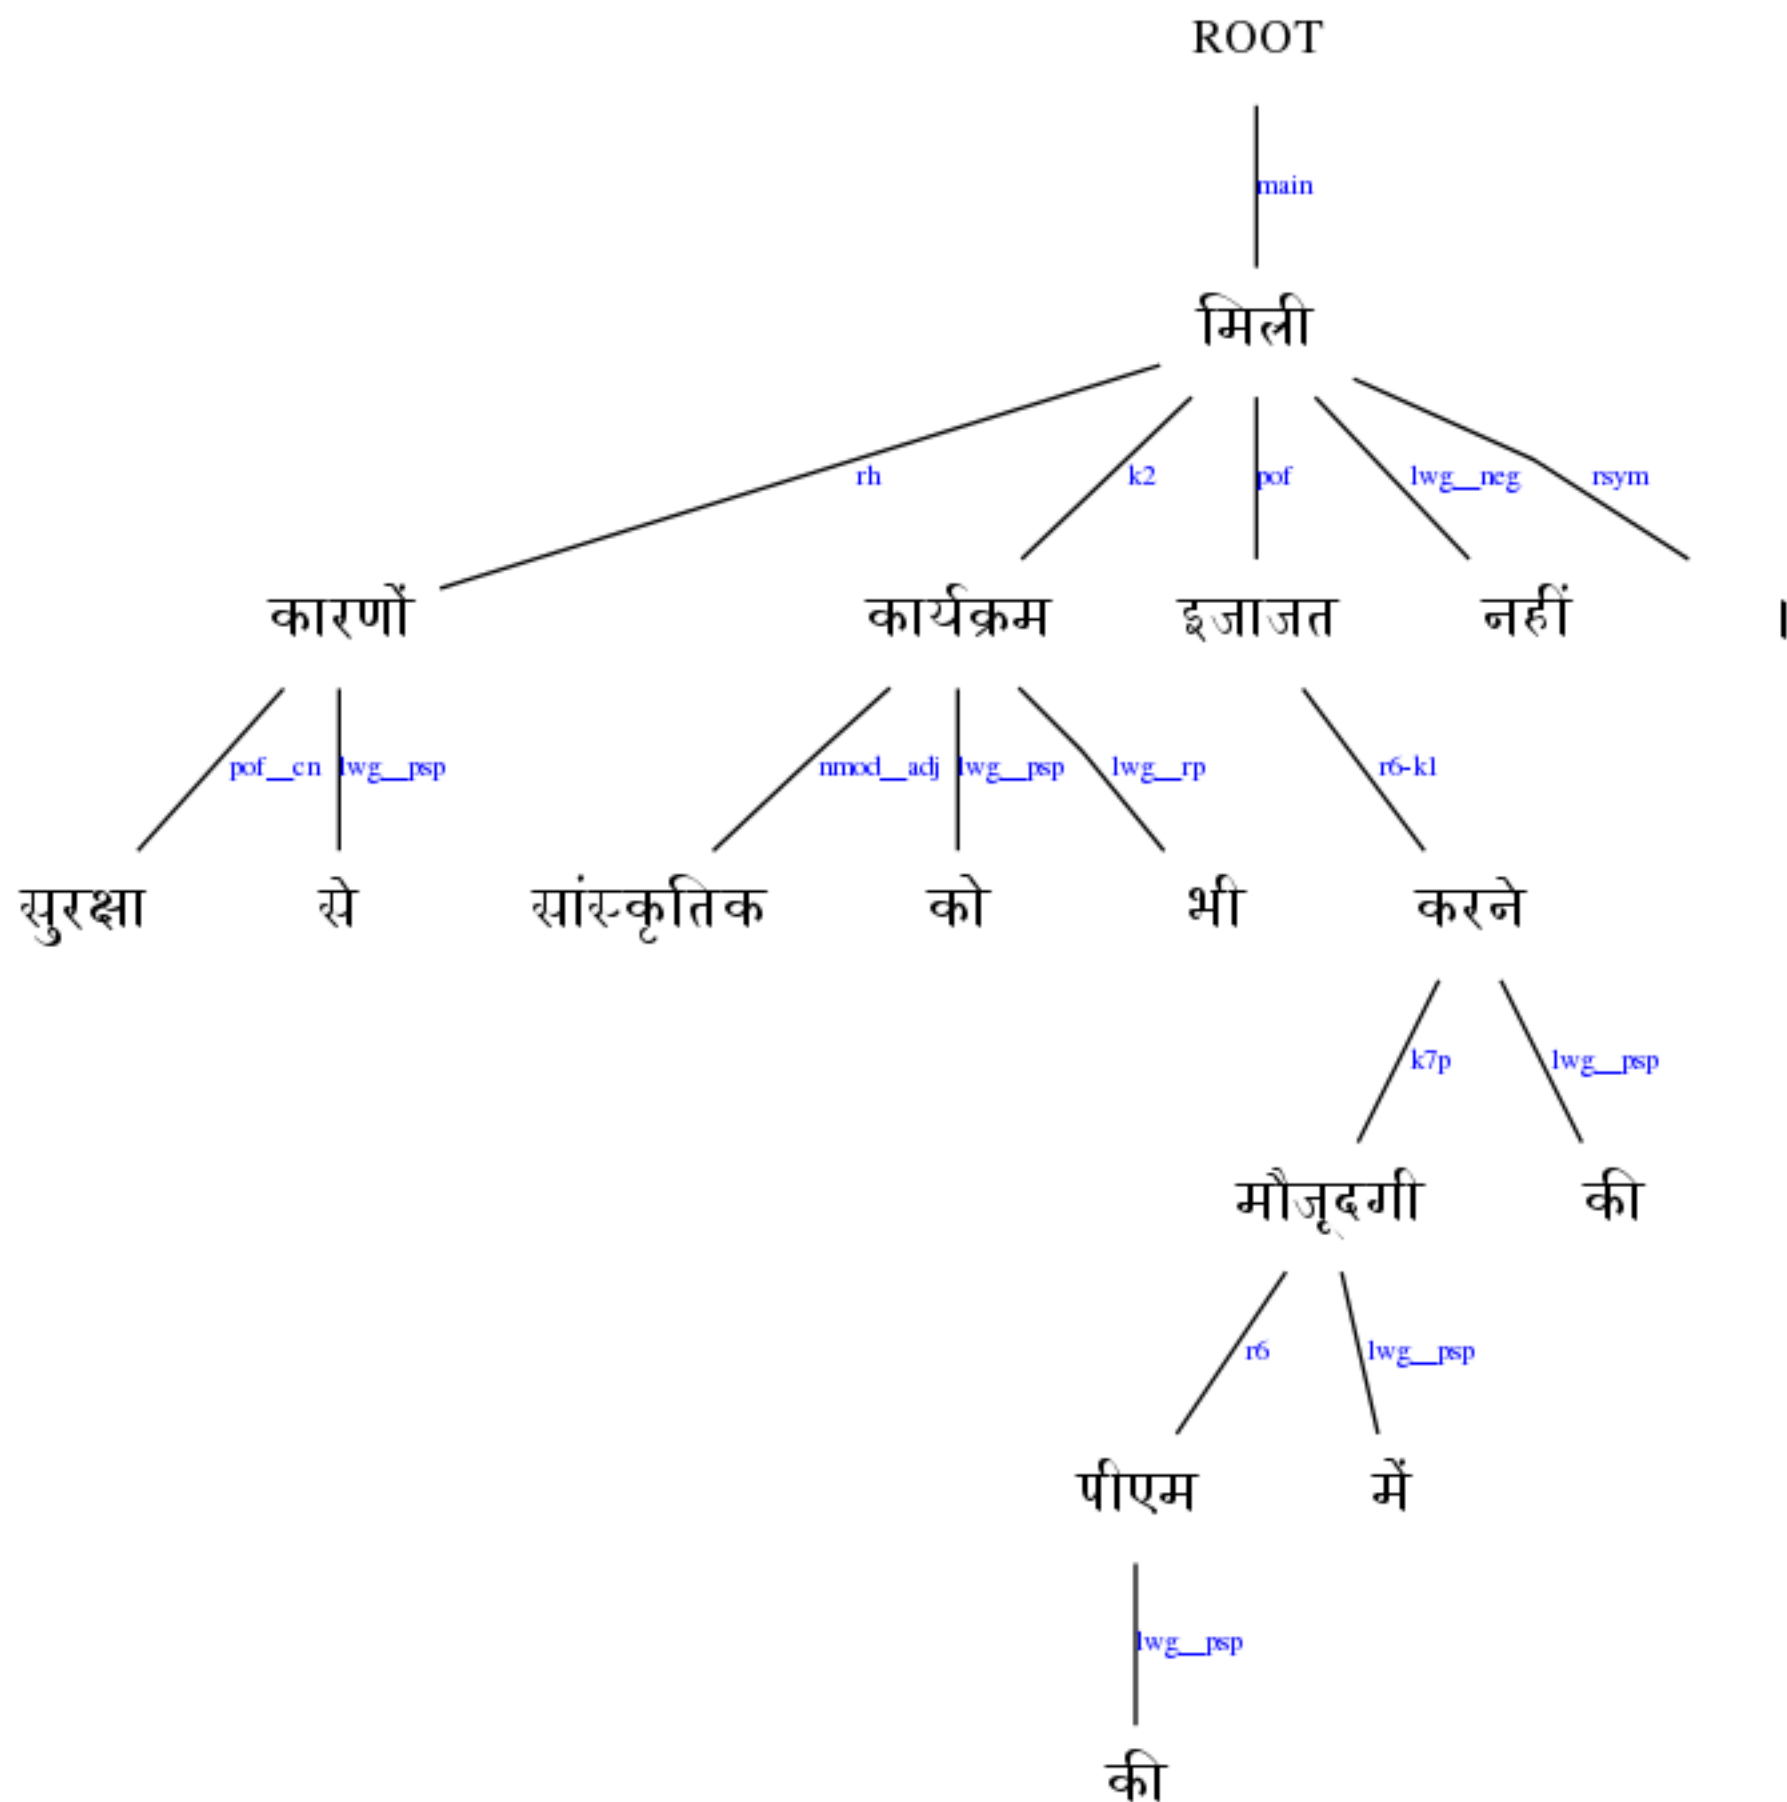 ROOT
main
मिली
rh k2 pof lwg__neg rsym
कारणों कार्यक्रम इजाजत नहीं ।
pof__cn lwg__psp nmod__adj lwg__psp lwg__rp r6-k1
सुरक्षा से सांस्कृतिक को भी करने
k7p lwg__psp
मौजूदगी की
r6 lwg__psp
पीएम में
lwg__psp
की